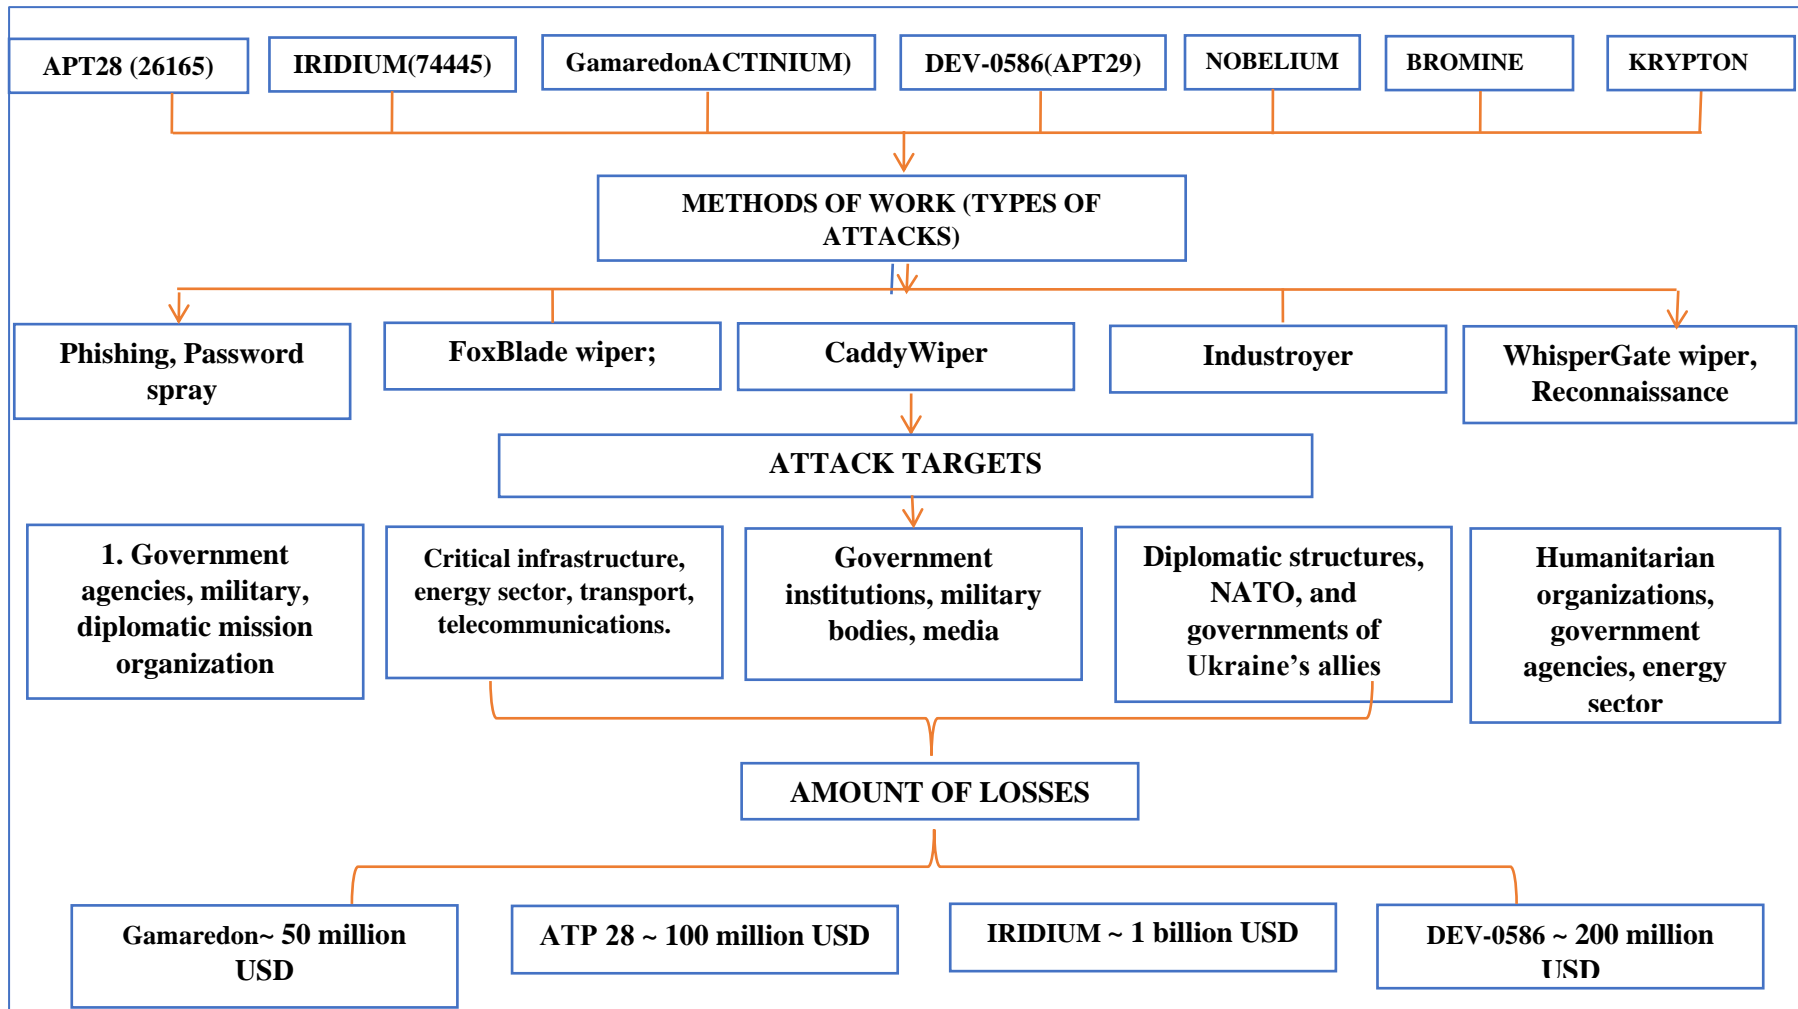 APT28 (26165)
IRIDIUM(74445)
GamaredonACTINIUM)
DEV-0586(APT29)
NOBELIUM
BROMINE
KRYPTON
METHODS OF WORK (TYPES OF
ATTACKS)
Phishing, Password
spray
FoxBlade wiper;
CaddyWiper
Industroyer
WhisperGate wiper,
Reconnaissance
ATTACK TARGETS
1. Government
agencies, military,
diplomatic mission
organization
Critical infrastructure,
energy sector, transport,
telecommunications.
Government
institutions, military
bodies, media
Diplomatic structures,
NATO, and
governments of
Ukraine’s allies
Humanitarian
organizations,
government
agencies, energy
sector
AMOUNT OF LOSSES
Gamaredon~ 50 million
USD
ATP 28 ~ 100 million USD
IRIDIUM ~ 1 billion USD
DEV-0586 ~ 200 million
USD